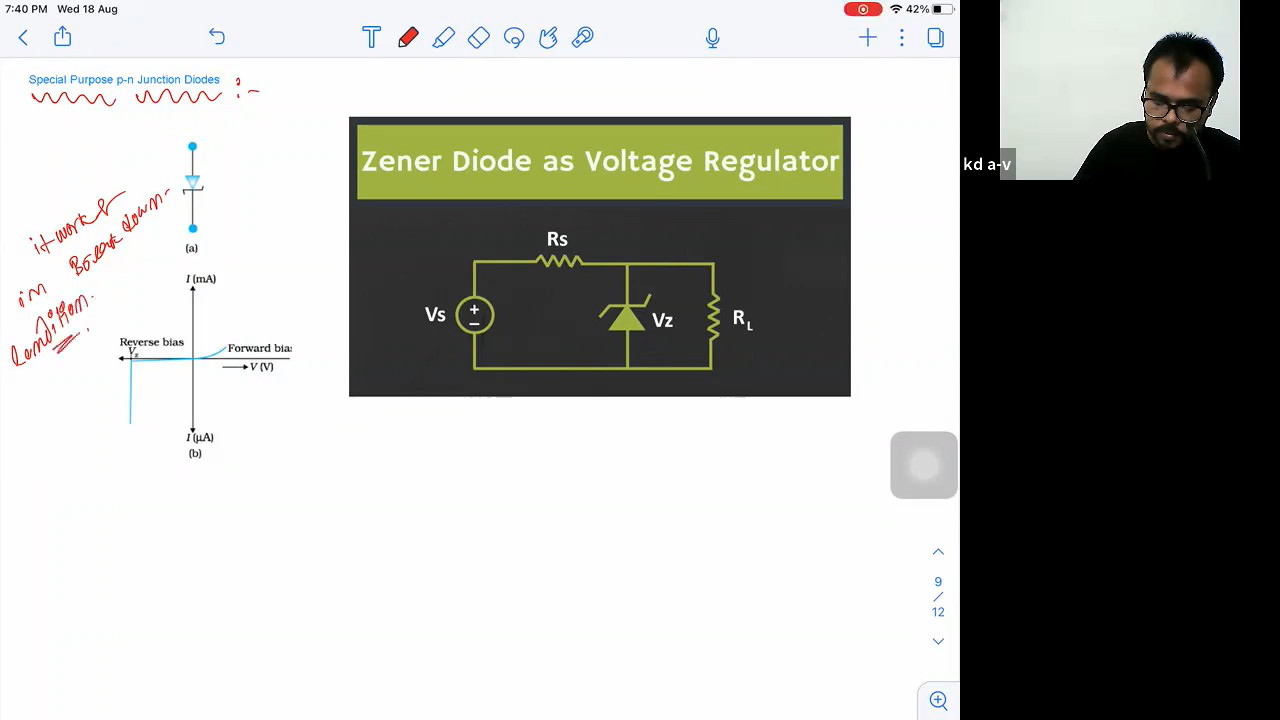 7:40 PM Wed 18 Aug
42%
Special Purpose p-n Junction Diodes :-
it works
in Break down
Condition.
(a)
I (mA)
Reverse bias
Vz
Forward bias
V (V)
I (μA)
(b)
Zener Diode as Voltage Regulator
Rs
Vs
Vz
RL
kd a-v
9
/
12